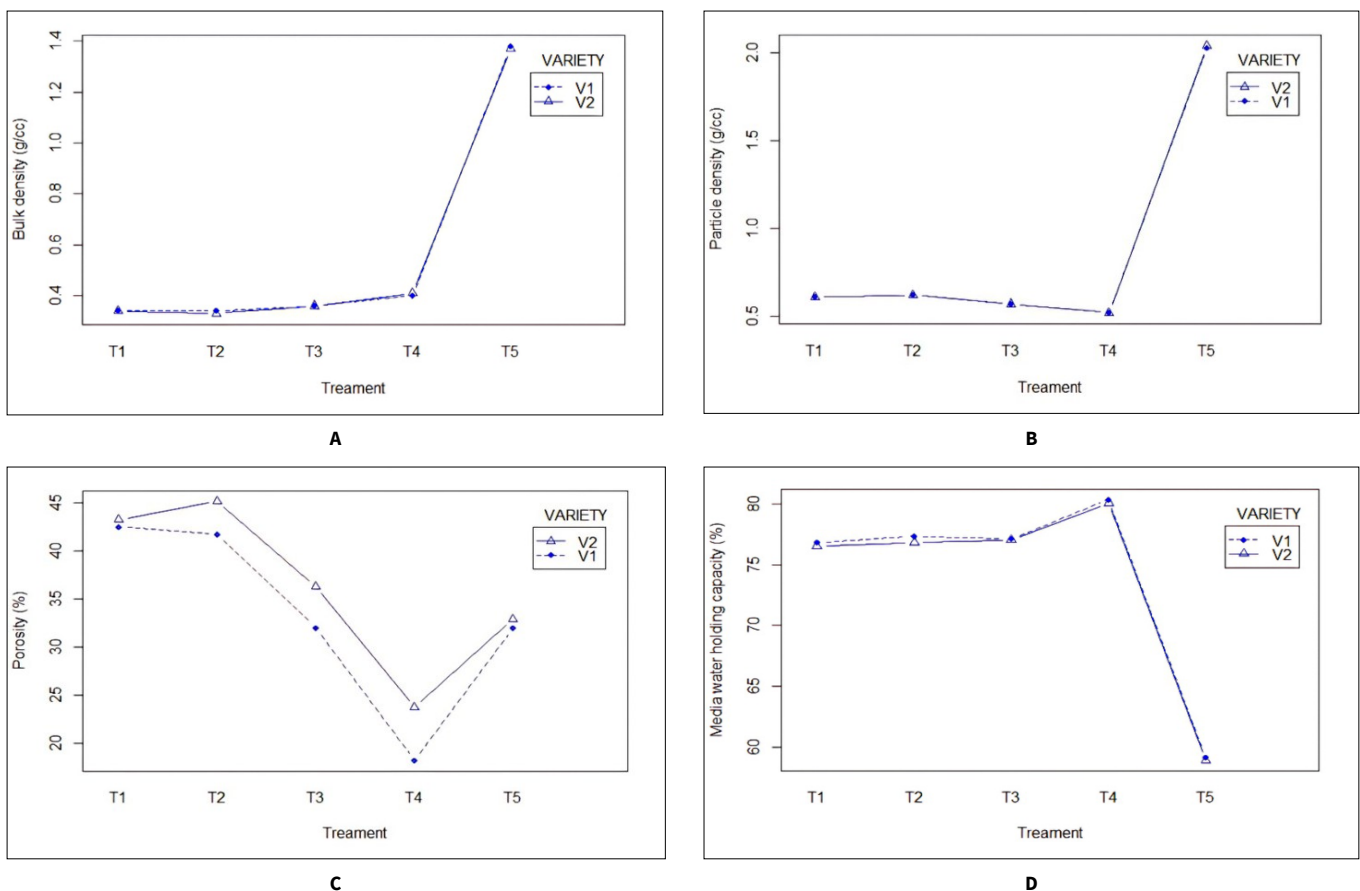 Bulk density (g/cc)
1.4
1.2
1.0
0.8
0.6
0.4
VARIETY
V1
V2
T1 T2 T3 T4 T5
Treament
A
Particle density (g/cc)
2.0
1.5
1.0
0.5
VARIETY
V2
V1
T1 T2 T3 T4 T5
Treament
B
Porosity (%)
45
40
35
30
25
20
VARIETY
V2
V1
T1 T2 T3 T4 T5
Treament
C
Media water holding capacity (%)
80
75
70
65
60
VARIETY
V1
V2
T1 T2 T3 T4 T5
Treament
D